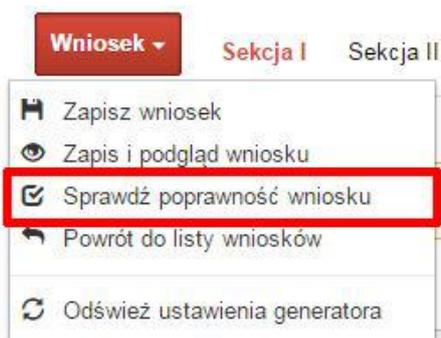 Wniosek Sekcja I Sekcja II
Zapisz wniosek
Zapis i podgląd wniosku
Sprawdź poprawność wniosku
Powrót do listy wniosków
Odśwież ustawienia generatora